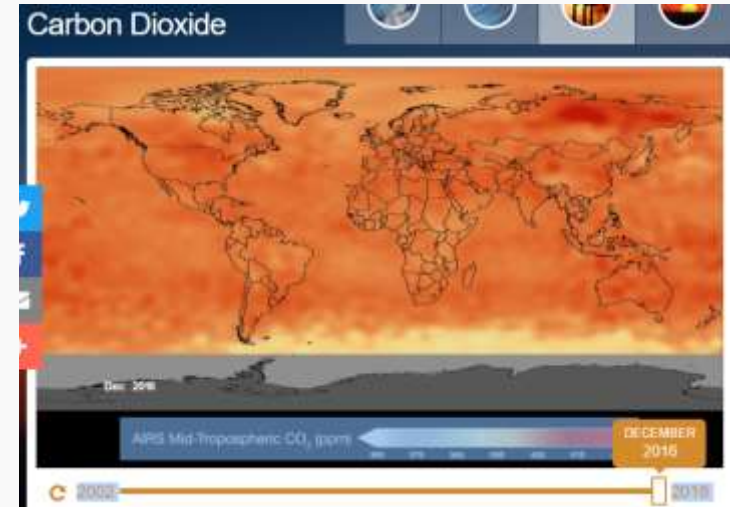 Carbon Dioxide
Dec 2016
AIRS Mid-Tropospheric CO₂ (ppm)
DECEMBER
2016
2002
2016